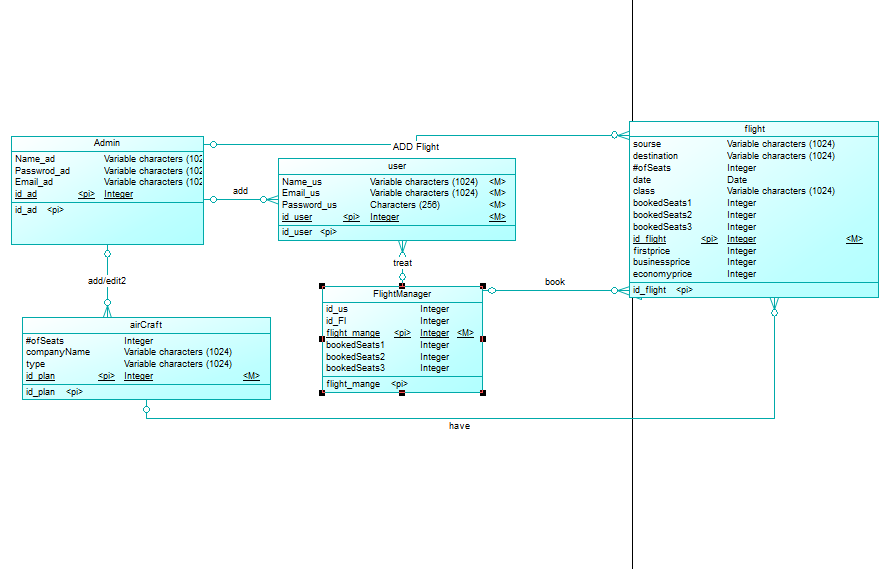 Admin
Name_ad Variable characters (102
Passwrod_ad Variable characters (102
Email_ad Variable characters (102
id_ad <pi> Integer
id_ad <pi>
ADD Flight
add
user
Name_us Variable characters (1024) <M>
Email_us Variable characters (1024) <M>
Password_us Characters (256) <M>
id_user <pi> Integer <M>
id_user <pi>
flight
sourse Variable characters (1024)
destination Variable characters (1024)
#ofSeats Integer
date Date
class Variable characters (1024)
bookedSeats1 Integer
bookedSeats2 Integer
bookedSeats3 Integer
id_flight <pi> Integer <M>
firstprice Integer
businessprice Integer
economyprice Integer
id_flight <pi>
treat
add/edit2
book
FlightManager
id_us Integer
id_Fl Integer
flight_mange <pi> Integer <M>
bookedSeats1 Integer
bookedSeats2 Integer
bookedSeats3 Integer
flight_mange <pi>
airCraft
#ofSeats Integer
companyName Variable characters (1024)
type Variable characters (1024)
id_plan <pi> Integer <M>
id_plan <pi>
have